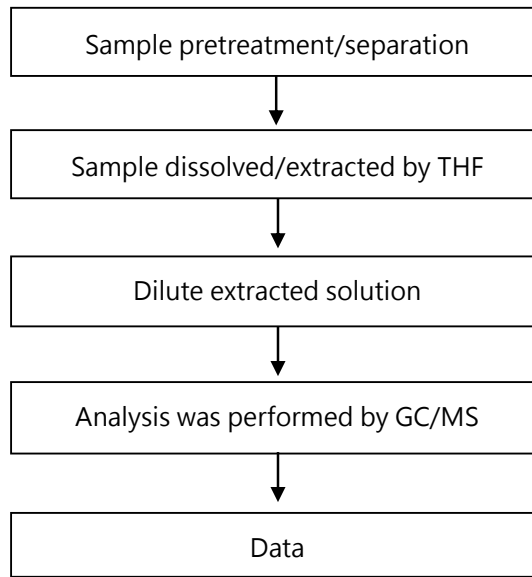 Sample pretreatment/separation
Sample dissolved/extracted by THF
Dilute extracted solution
Analysis was performed by GC/MS
Data